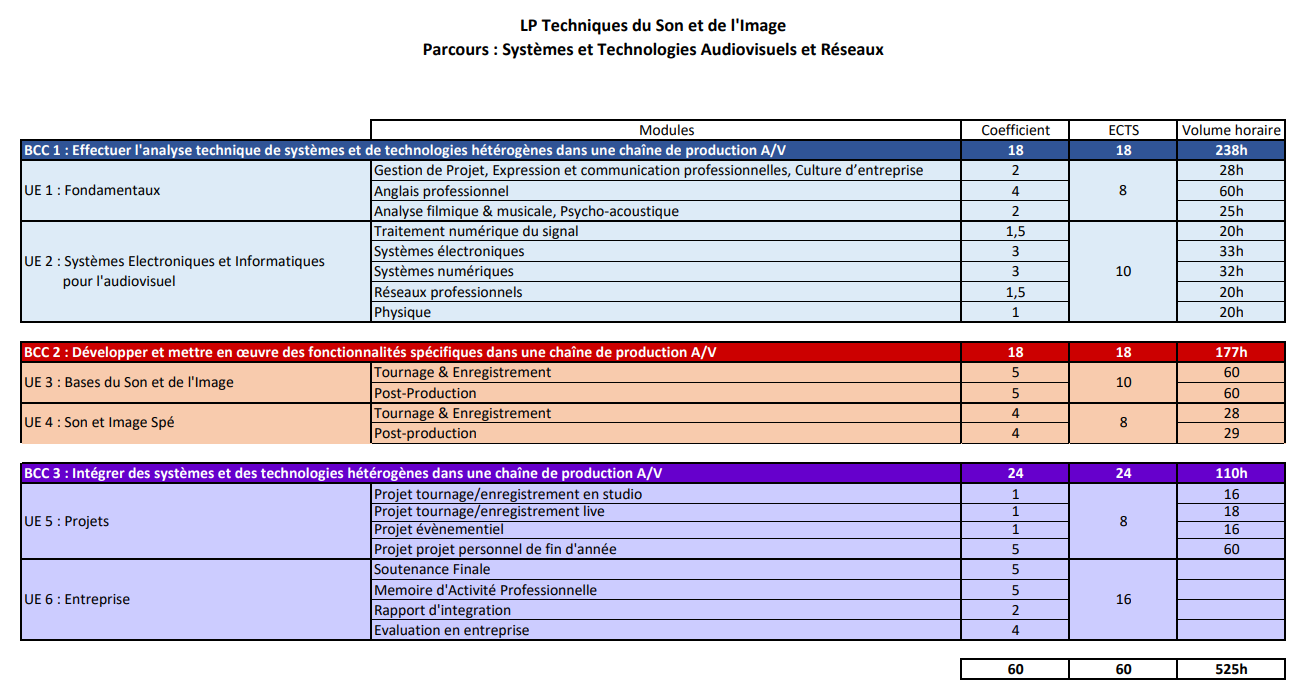 LP Techniques du Son et de l'Image
Parcours : Systèmes et Technologies Audiovisuels et Réseaux
Modules Coefficient ECTS Volume horaire
BCC 1 : Effectuer l'analyse technique de systèmes et de technologies hétérogènes dans une chaîne de production A/V 18 18 238h
UE 1 : Fondamentaux
Gestion de Projet, Expression et communication professionnelles, Culture d’entreprise 2 28h
Anglais professionnel 4 8 60h
Analyse filmique & musicale, Psycho-acoustique 2 25h
UE 2 : Systèmes Electroniques et Informatiques
pour l'audiovisuel
Traitement numérique du signal 1,5 20h
Systèmes électroniques 3 33h
Systèmes numériques 3 10 32h
Réseaux professionnels 1,5 20h
Physique 1 20h
BCC 2 : Développer et mettre en œuvre des fonctionnalités spécifiques dans une chaîne de production A/V 18 18 177h
UE 3 : Bases du Son et de l'Image
Tournage & Enregistrement 5 10 60
Post-Production 5 60
UE 4 : Son et Image Spé
Tournage & Enregistrement 4 8 28
Post-production 4 29
BCC 3 : Intégrer des systèmes et des technologies hétérogènes dans une chaîne de production A/V 24 24 110h
UE 5 : Projets
Projet tournage/enregistrement en studio 1 16
Projet tournage/enregistrement live 1 8 18
Projet évènementiel 1 16
Projet projet personnel de fin d'année 5 60
UE 6 : Entreprise
Soutenance Finale 5
Memoire d'Activité Professionnelle 5 16
Rapport d'integration 2
Evaluation en entreprise 4
60 60 525h